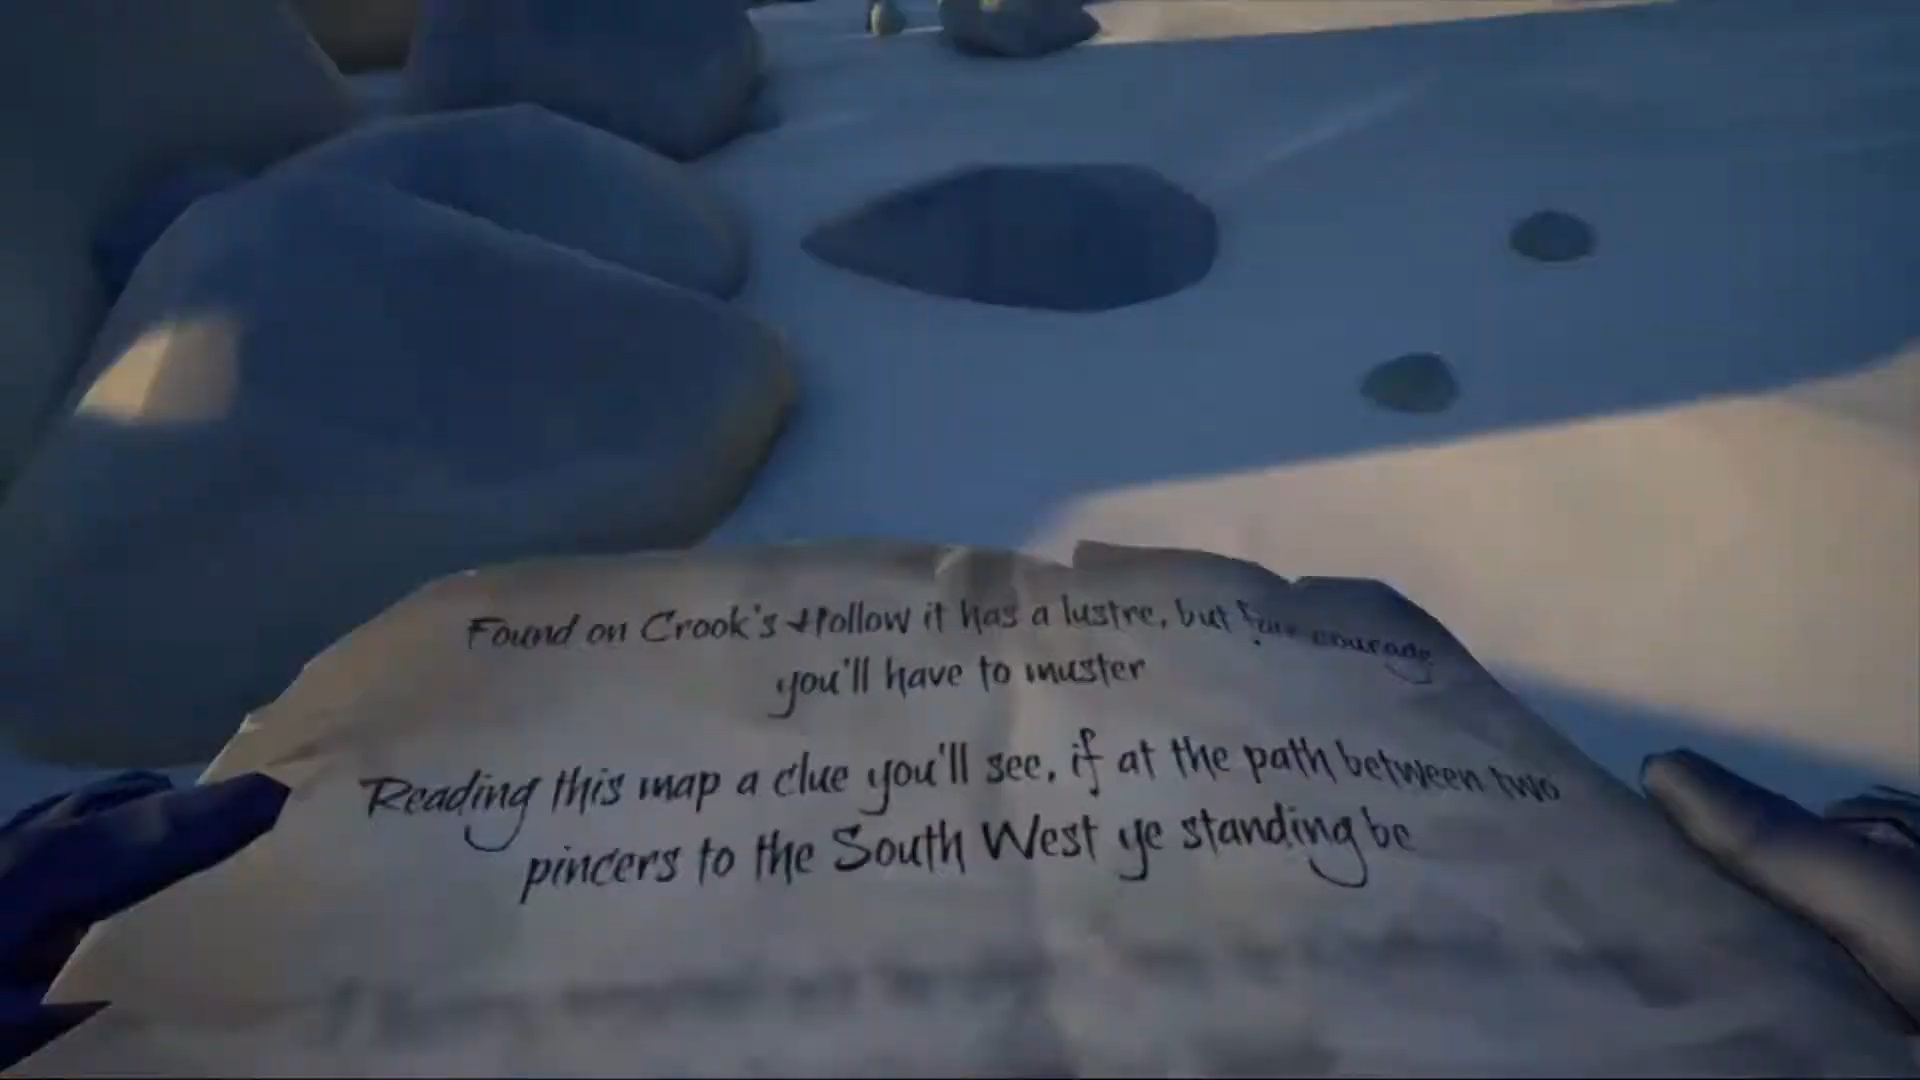 Found on Crook's Hollow it has a lustre, but fair courage
you'll have to muster
Reading this map a clue you'll see, if at the path between two
pincers to the South West ye standing be